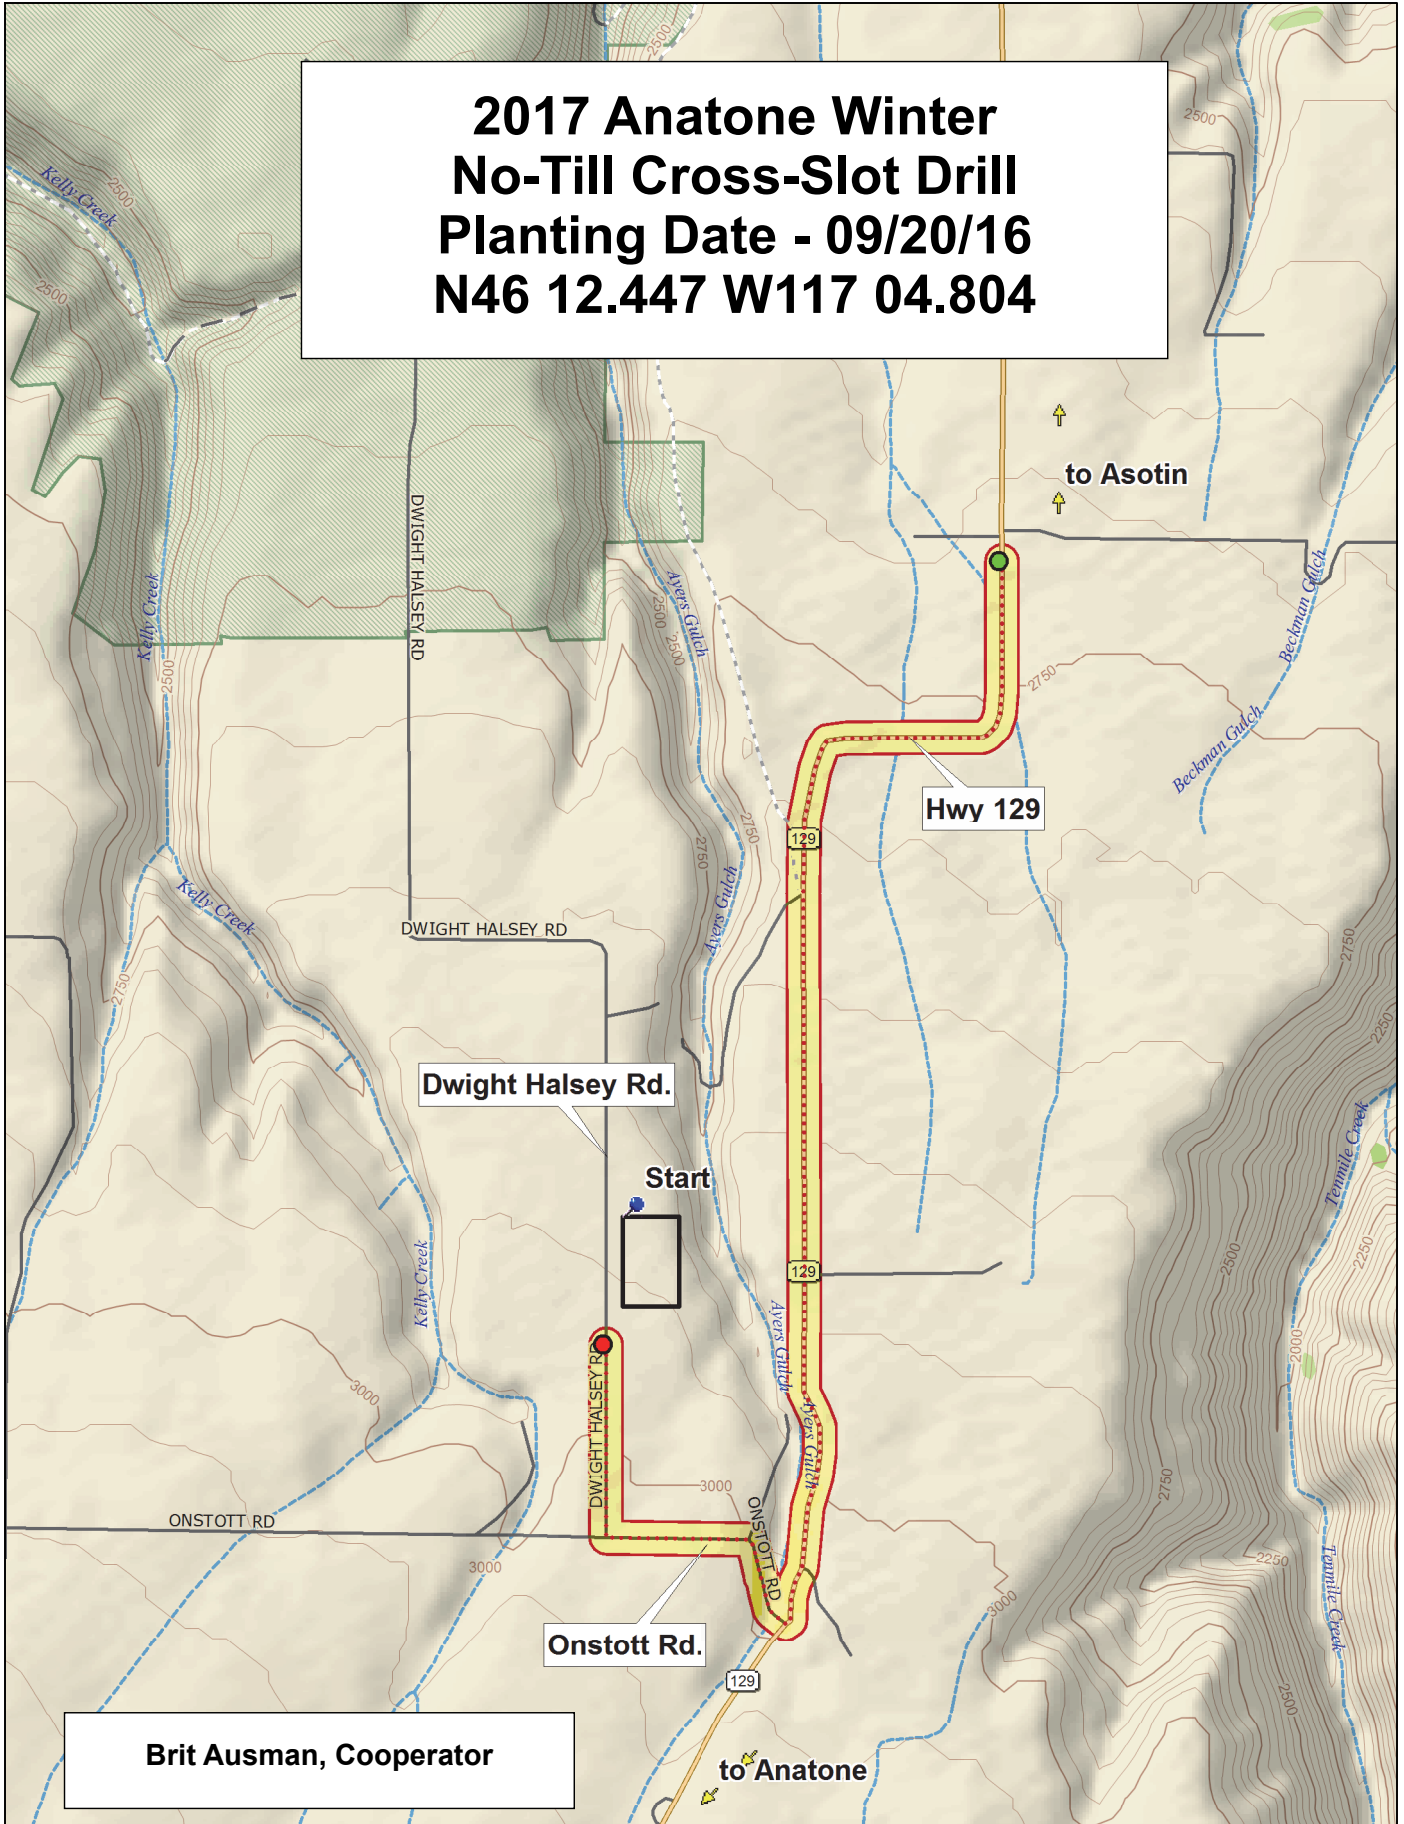 2500
2017 Anatone Winter
No-Till Cross-Slot Drill
Planting Date - 09/20/16
N46 12.447 W117 04.804
2500
Kelly Creek
2500
2500
to Asotin
DWIGHT HALSEY RD
Kelly Creek
2500
Ayers Gulch
2500
2500
Beckman Gulch
2750
Beckman Gulch
Hwy 129
129
2750
2750
Ayers Gulch
Kelly Creek
DWIGHT HALSEY RD
2750
2750
2250
Dwight Halsey Rd.
Tenmile Creek
Start
Kelly Creek
2500
2250
129
Ayers Gulch
2000
DWIGHT HALSEY RD
3000
Ayers Gulch
3000
2750
ONSTOTT RD
ONSTOTT RD
3000
2250
Tenmile Creek
3000
Onstott Rd.
129
2500
Brit Ausman, Cooperator
to Anatone